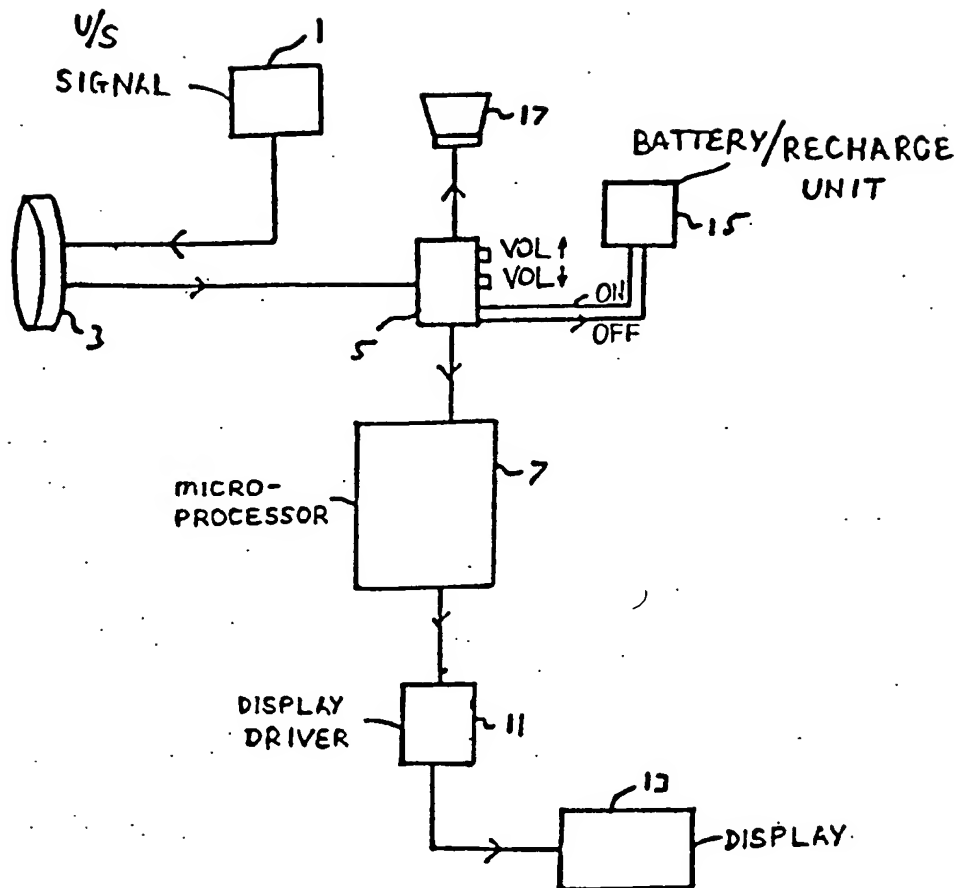 U/S
SIGNAL
1
17
BATTERY/RECHARGE
UNIT
15
VOL ↑
VOL ↓
ON
OFF
3
5
7
MICRO-
PROCESSOR
DISPLAY
DRIVER
11
13
DISPLAY